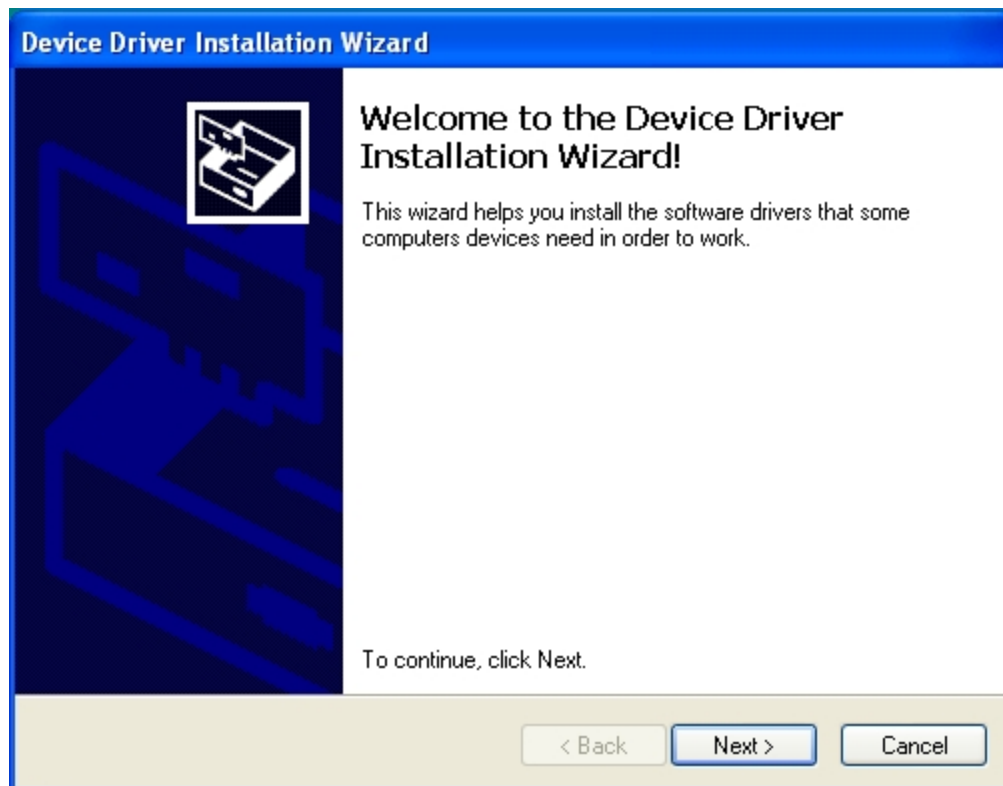 Device Driver Installation Wizard
Welcome to the Device Driver
Installation Wizard!
This wizard helps you install the software drivers that some
computers devices need in order to work.
To continue, click Next.
< Back
Next >
Cancel